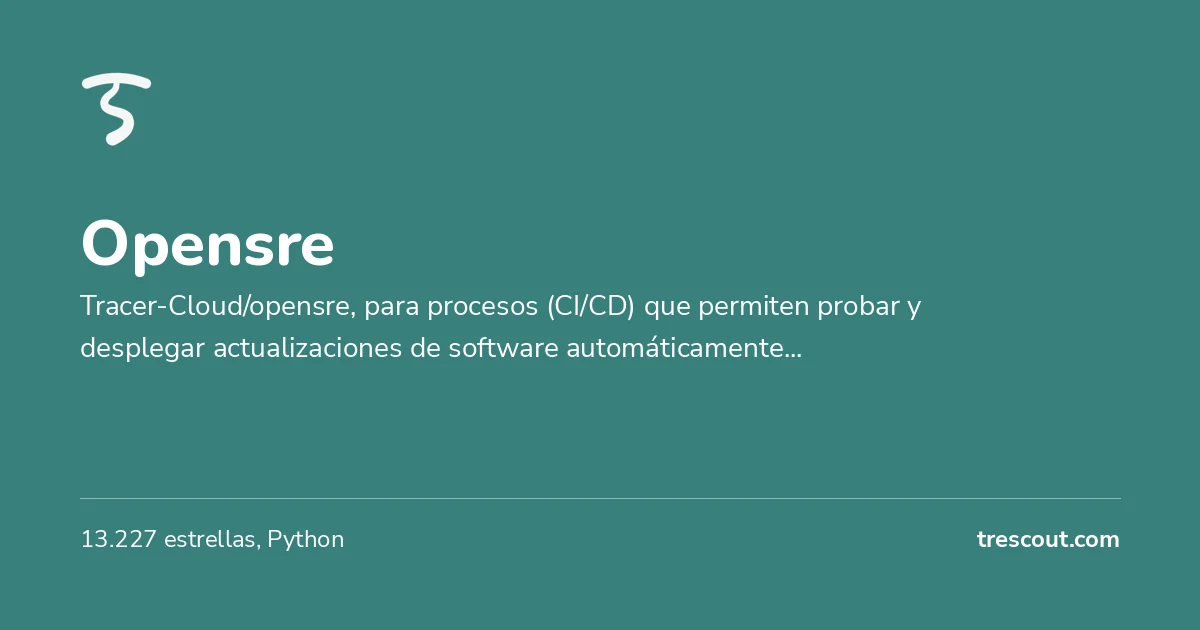 Opensre
Tracer-Cloud/opensre, para procesos (CI/CD) que permiten probar y
desplegar actualizaciones de software automáticamente...
13.227 estrellas, Python
trescout.com